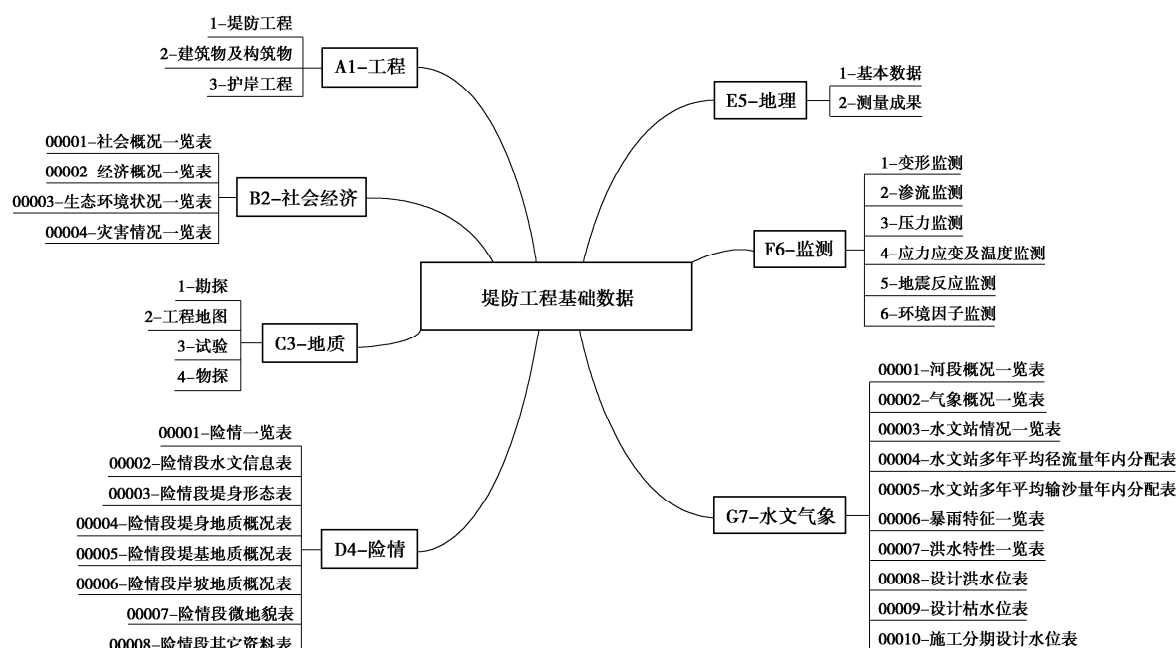 堤防工程基础数据
A1-工程
1-堤防工程
2-建筑物及构筑物
3-护岸工程
B2-社会经济
00001-社会概况一览表
00002 经济概况一览表
00003-生态环境状况一览表
00004-灾害情况一览表
C3-地质
1-勘探
2-工程地图
3-试验
4-物探
D4-险情
00001-险情一览表
00002-险情段水文信息表
00003-险情段堤身形态表
00004-险情段堤身地质概况表
00005-险情段堤基地质概况表
00006-险情段岸坡地质概况表
00007-险情段微地貌表
00008-险情段其它资料表
E5-地理
1-基本数据
2-测量成果
F6-监测
1-变形监测
2-渗流监测
3-压力监测
4-应力应变及温度监测
5-地震反应监测
6-环境因子监测
G7-水文气象
00001-河段概况一览表
00002-气象概况一览表
00003-水文站情况一览表
00004-水文站多年平均径流量年内分配表
00005-水文站多年平均输沙量年内分配表
00006-暴雨特征一览表
00007-洪水特性一览表
00008-设计洪水位表
00009-设计枯水位表
00010-施工分期设计水位表